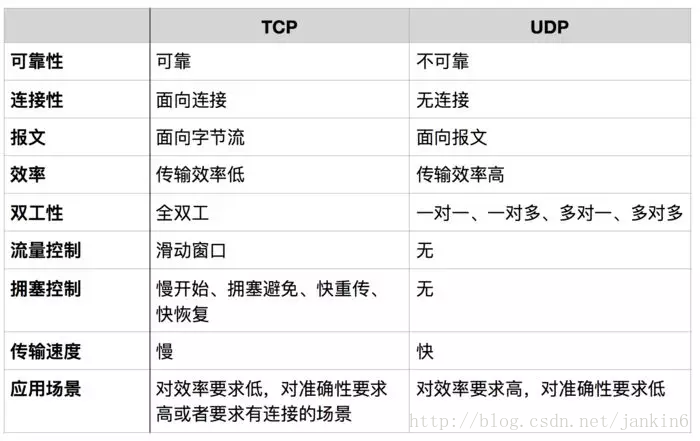 TCP UDP
可靠性 可靠 不可靠
连接性 面向连接 无连接
报文 面向字节流 面向报文
效率 传输效率低 传输效率高
双工性 全双工 一对一、一对多、多对一、多对多
流量控制 滑动窗口 无
拥塞控制 慢开始、拥塞避免、快重传、 无
快恢复
传输速度 慢 快
应用场景 对效率要求低，对准确性要求 对效率要求高，对准确性要求低
高或者要求有连接的场景
http://blog.csdn.net/jankin6